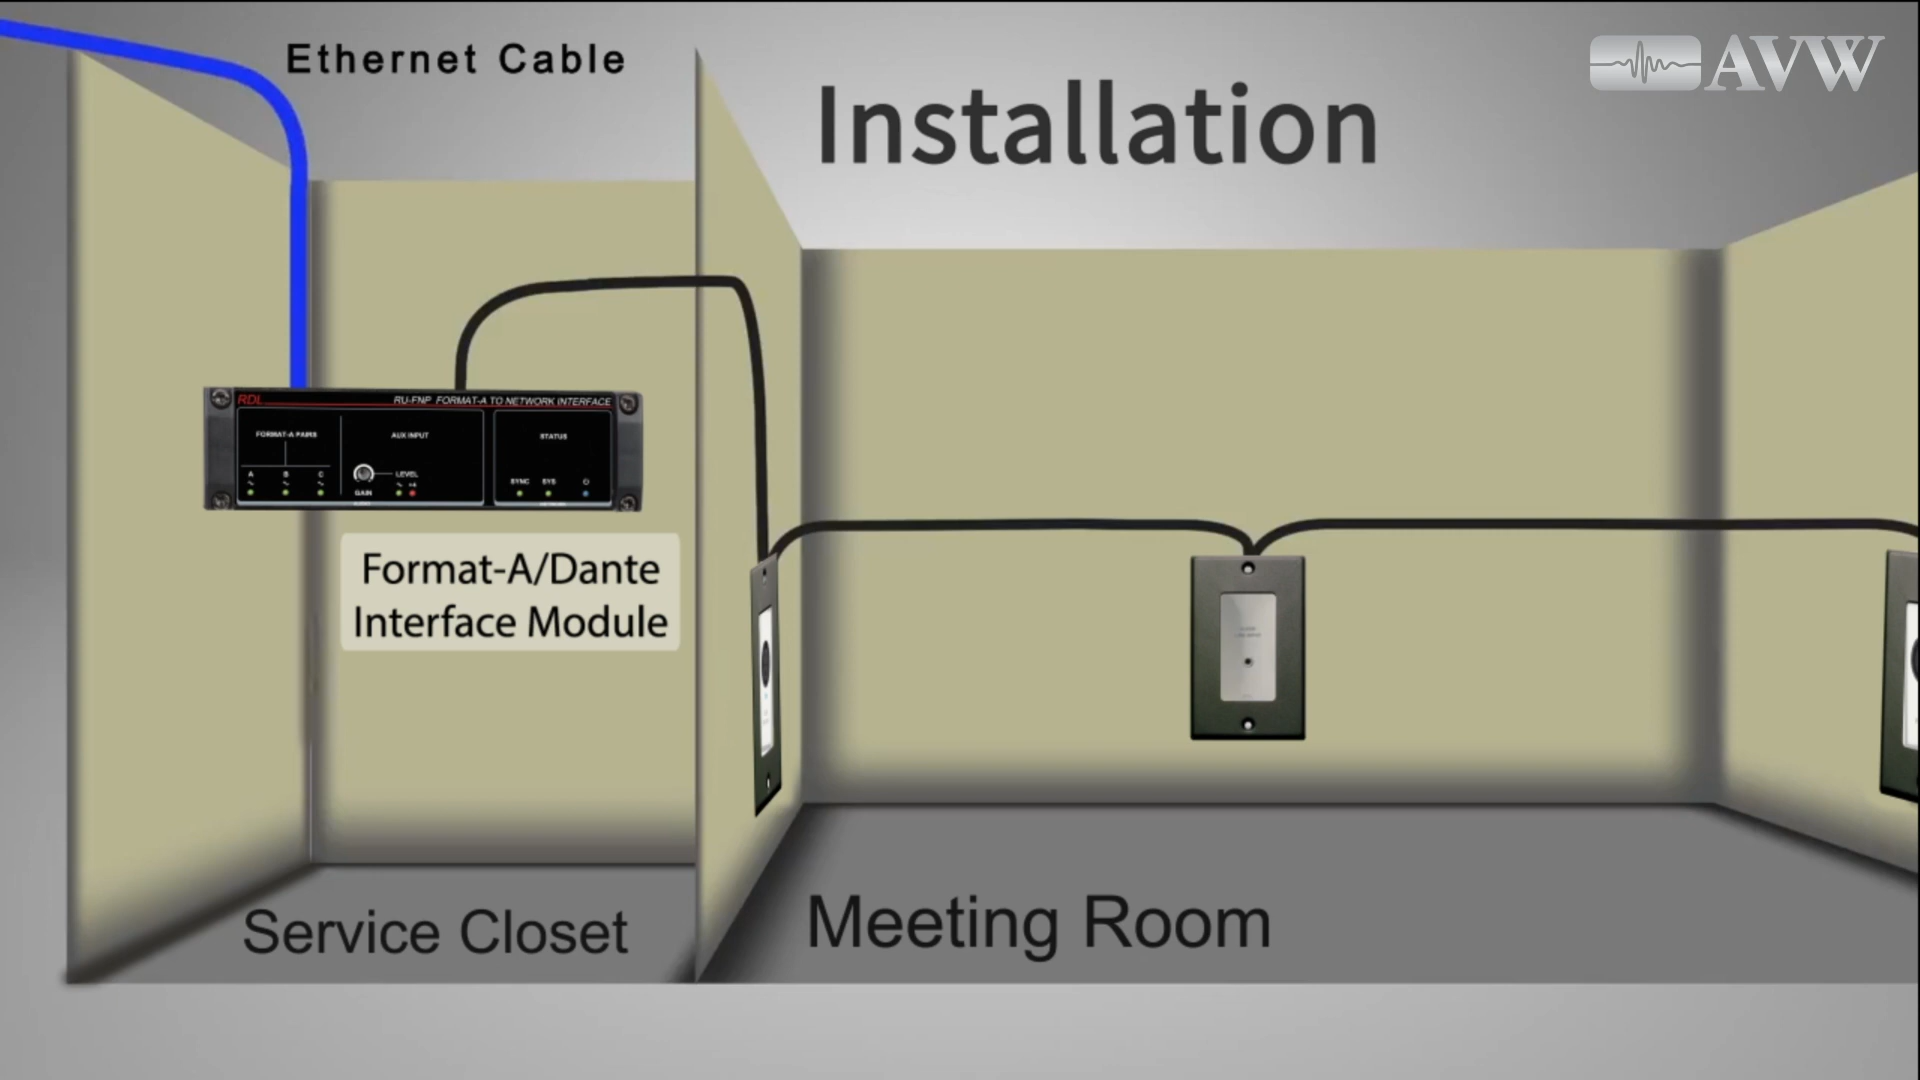 Ethernet Cable
AVW
Installation
RDL
RU-FNP FORMAT-A TO NETWORK INTERFACE
FORMAT-A PAIRS
AUX INPUT
STATUS
A B C
LEVEL
GAIN
SYNC SYS
Format-A/Dante
Interface Module
Service Closet
Meeting Room